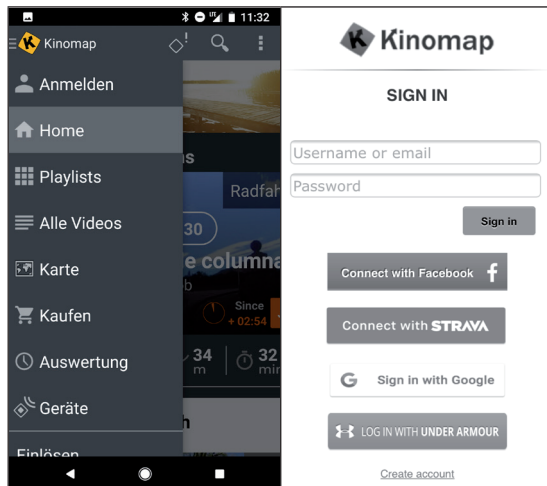 11:32
Kinomap
Anmelden
Home
Playlists
Alle Videos
Karte
Kaufen
Auswertung
Geräte
Einlösen
Radfah
30
e columna
Since
+ 02:54
34
m
32
min
Kinomap
SIGN IN
Username or email
Password
Sign in
Connect with Facebook
Connect with STRAVA
Sign in with Google
LOG IN WITH UNDER ARMOUR
Create account